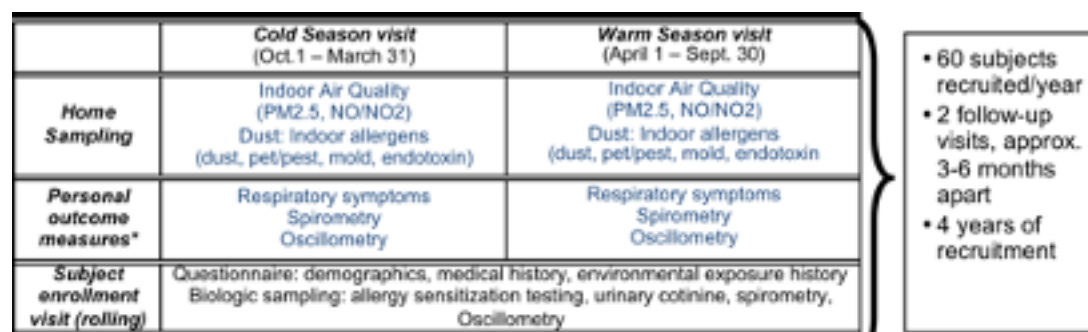 Cold Season visit
(Oct.1 – March 31)
Warm Season visit
(April 1 – Sept. 30)
Home
Sampling
Indoor Air Quality
(PM2.5, NO/NO2)
Dust: Indoor allergens
(dust, pet/pest, mold, endotoxin)
Indoor Air Quality
(PM2.5, NO/NO2)
Dust: Indoor allergens
(dust, pet/pest, mold, endotoxin
Personal
outcome
measures*
Respiratory symptoms
Spirometry
Oscillometry
Respiratory symptoms
Spirometry
Oscillometry
Subject
enrollment
visit (rolling)
Questionnaire: demographics, medical history, environmental exposure history
Biologic sampling: allergy sensitization testing, urinary cotinine, spirometry,
Oscillometry
• 60 subjects
recruited/year
• 2 follow-up
visits, approx.
3-6 months
apart
• 4 years of
recruitment